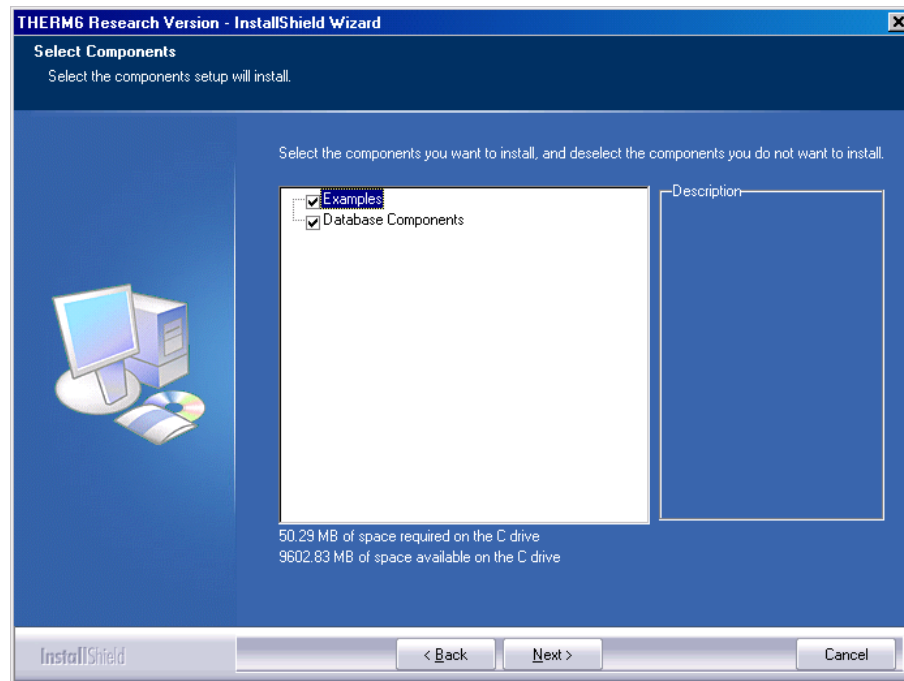 THERM6 Research Version - InstallShield Wizard
Select Components
Select the components setup will install.
Select the components you want to install, and deselect the components you do not want to install.
Examples
Database Components
Description
50.29 MB of space required on the C drive
9602.83 MB of space available on the C drive
InstallShield
< Back
Next >
Cancel